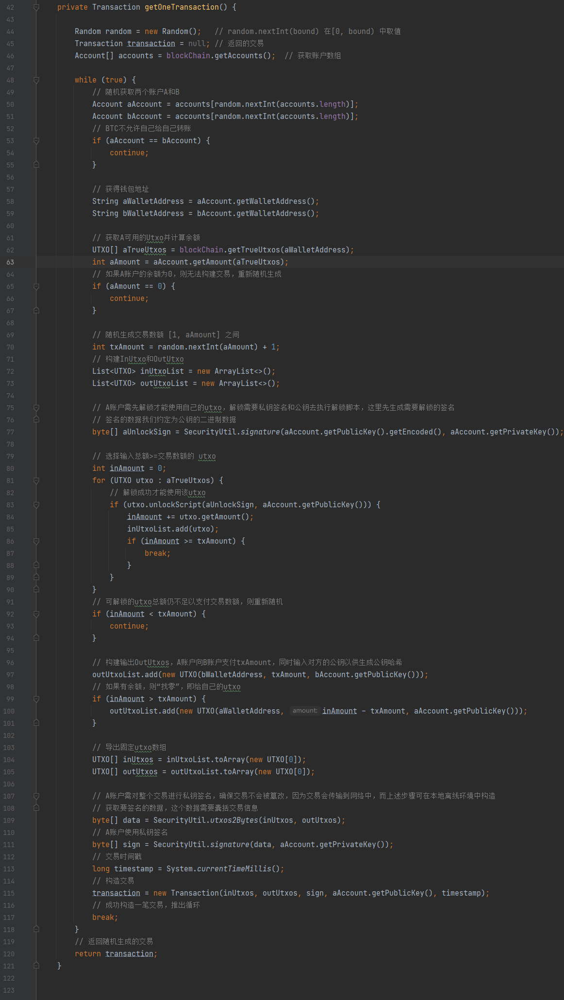 42 private Transaction getOneTransaction() {
43
44 Random random = new Random();   // random.nextInt(bound) 在[0, bound) 中取值
45 Transaction transaction = null; // 返回的交易
46 Account[] accounts = blockChain.getAccounts();  // 获取账户数组
47
48 while (true) {
49 // 随机获取两个账户A和B
50 Account aAccount = accounts[random.nextInt(accounts.length)];
51 Account bAccount = accounts[random.nextInt(accounts.length)];
52 // BTC不允许自己给自己转账
53 if (aAccount == bAccount) {
54 continue;
55 }
56
57 // 获得钱包地址
58 String aWalletAddress = aAccount.getWalletAddress();
59 String bWalletAddress = bAccount.getWalletAddress();
60
61 // 获取A可用的Utxo并计算余额
62 UTXO[] aTrueUtxos = blockChain.getTrueUtxos(aWalletAddress);
63 int aAmount = aAccount.getAmount(aTrueUtxos);
64 // 如果A账户的余额为0，则无法构建交易，重新随机生成
65 if (aAmount == 0) {
66 continue;
67 }
68
69 // 随机生成交易数额 [1, aAmount] 之间
70 int txAmount = random.nextInt(aAmount) + 1;
71 // 构建InUtxo和OutUtxo
72 List<UTXO> inUtxoList = new ArrayList<>();
73 List<UTXO> outUtxoList = new ArrayList<>();
74
75 // A账户需先解锁才能使用自己的utxo，解锁需要私钥签名和公钥去执行解锁脚本，这里先生成需要解锁的签名
76 // 签名的数据我们约定为公钥的二进制数据
77 byte[] aUnlockSign = SecurityUtil.signature(aAccount.getPublicKey().getEncoded(), aAccount.getPrivateKey());
78
79 // 选择输入总额>=交易数额的 utxo
80 int inAmount = 0;
81 for (UTXO utxo : aTrueUtxos) {
82 // 解锁成功才能使用该utxo
83 if (utxo.unlockScript(aUnlockSign, aAccount.getPublicKey())) {
84 inAmount += utxo.getAmount();
85 inUtxoList.add(utxo);
86 if (inAmount >= txAmount) {
87 break;
88 }
89 }
90 }
91 // 可解锁的utxo总额仍不足以支付交易数额，则重新随机
92 if (inAmount < txAmount) {
93 continue;
94 }
95
96 // 构建输出OutUtxos，A账户向B账户支付txAmount，同时输入对方的公钥以供生成公钥哈希
97 outUtxoList.add(new UTXO(bWalletAddress, txAmount, bAccount.getPublicKey()));
98 // 如果有余额，则“找零”，即给自己的utxo
99 if (inAmount > txAmount) {
100 outUtxoList.add(new UTXO(aWalletAddress, amount: inAmount - txAmount, aAccount.getPublicKey()));
101 }
102
103 // 导出固定utxo数组
104 UTXO[] inUtxos = inUtxoList.toArray(new UTXO[0]);
105 UTXO[] outUtxos = outUtxoList.toArray(new UTXO[0]);
106
107 // A账户需对整个交易进行私钥签名，确保交易不会被篡改，因为交易会传输到网络中，而上述步骤可在本地离线环境中构造
108 // 获取要签名的数据，这个数据需要囊括交易信息
109 byte[] data = SecurityUtil.utxos2Bytes(inUtxos, outUtxos);
110 // A账户使用私钥签名
111 byte[] sign = SecurityUtil.signature(data, aAccount.getPrivateKey());
112 // 交易时间戳
113 long timestamp = System.currentTimeMillis();
114 // 构造交易
115 transaction = new Transaction(inUtxos, outUtxos, sign, aAccount.getPublicKey(), timestamp);
116 // 成功构造一笔交易，推出循环
117 break;
118 }
119 // 返回随机生成的交易
120 return transaction;
121 }
122
123